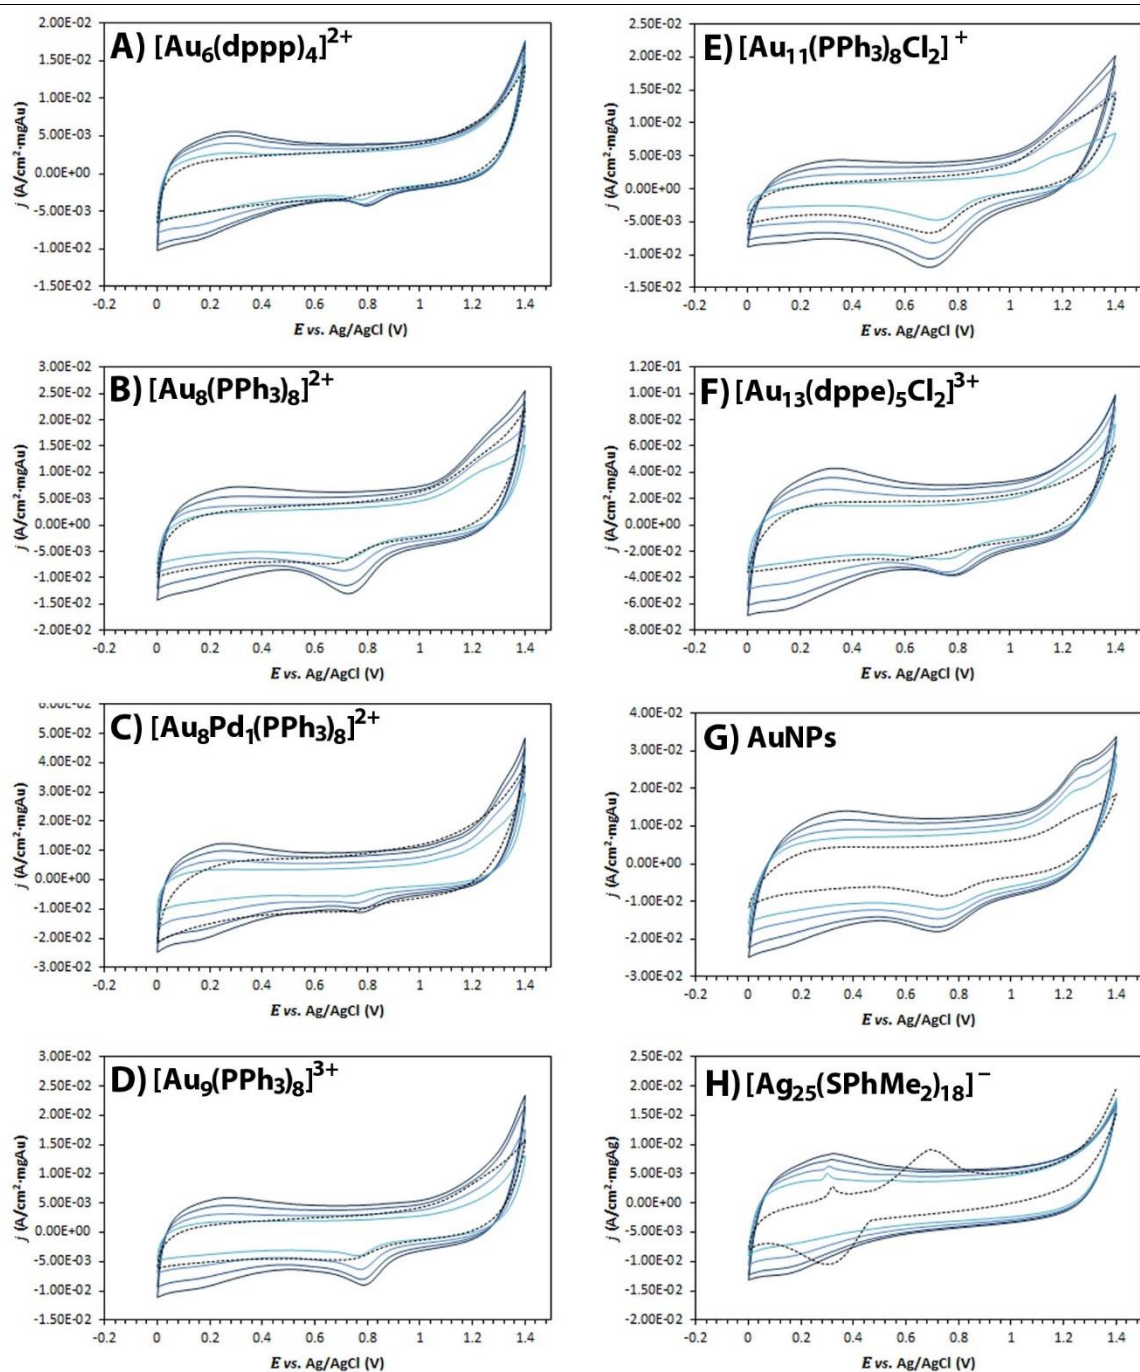 A) [Au6(dppp)4]2+
j (A/cm2·mgAu)
2.00E-02
1.50E-02
1.00E-02
5.00E-03
0.00E+00
-5.00E-03
-1.00E-02
-1.50E-02
-0.2 0 0.2 0.4 0.6 0.8 1 1.2 1.4
E vs. Ag/AgCl (V)
E) [Au11(PPh3)8Cl2]+
j (A/cm2·mgAu)
2.50E-02
2.00E-02
1.50E-02
1.00E-02
5.00E-03
0.00E+00
-5.00E-03
-1.00E-02
-1.50E-02
-0.2 0 0.2 0.4 0.6 0.8 1 1.2 1.4
E vs. Ag/AgCl (V)
B) [Au8(PPh3)8]2+
j (A/cm2·mgAu)
3.00E-02
2.50E-02
2.00E-02
1.50E-02
1.00E-02
5.00E-03
0.00E+00
-5.00E-03
-1.00E-02
-1.50E-02
-2.00E-02
-0.2 0 0.2 0.4 0.6 0.8 1 1.2 1.4
E vs. Ag/AgCl (V)
F) [Au13(dppe)5Cl2]3+
j (A/cm2·mgAu)
1.20E-01
1.00E-01
8.00E-02
6.00E-02
4.00E-02
2.00E-02
0.00E+00
-2.00E-02
-4.00E-02
-6.00E-02
-8.00E-02
-0.2 0 0.2 0.4 0.6 0.8 1 1.2 1.4
E vs. Ag/AgCl (V)
C) [Au8Pd1(PPh3)8]2+
j (A/cm2·mgAu)
6.00E-02
5.00E-02
4.00E-02
3.00E-02
2.00E-02
1.00E-02
0.00E+00
-1.00E-02
-2.00E-02
-3.00E-02
-0.2 0 0.2 0.4 0.6 0.8 1 1.2 1.4
E vs. Ag/AgCl (V)
G) AuNPs
j (A/cm2·mgAu)
4.00E-02
3.00E-02
2.00E-02
1.00E-02
0.00E+00
-1.00E-02
-2.00E-02
-3.00E-02
-0.2 0 0.2 0.4 0.6 0.8 1 1.2 1.4
E vs. Ag/AgCl (V)
D) [Au9(PPh3)8]3+
j (A/cm2·mgAu)
3.00E-02
2.50E-02
2.00E-02
1.50E-02
1.00E-02
5.00E-03
0.00E+00
-5.00E-03
-1.00E-02
-1.50E-02
-0.2 0 0.2 0.4 0.6 0.8 1 1.2 1.4
E vs. Ag/AgCl (V)
H) [Ag25(SPhMe2)18]−
j (A/cm2·mgAg)
3.00E-02
2.50E-02
2.00E-02
1.50E-02
1.00E-02
5.00E-03
0.00E+00
-5.00E-03
-1.00E-02
-1.50E-02
-2.00E-02
-0.2 0 0.2 0.4 0.6 0.8 1 1.2 1.4
E vs. Ag/AgCl (V)